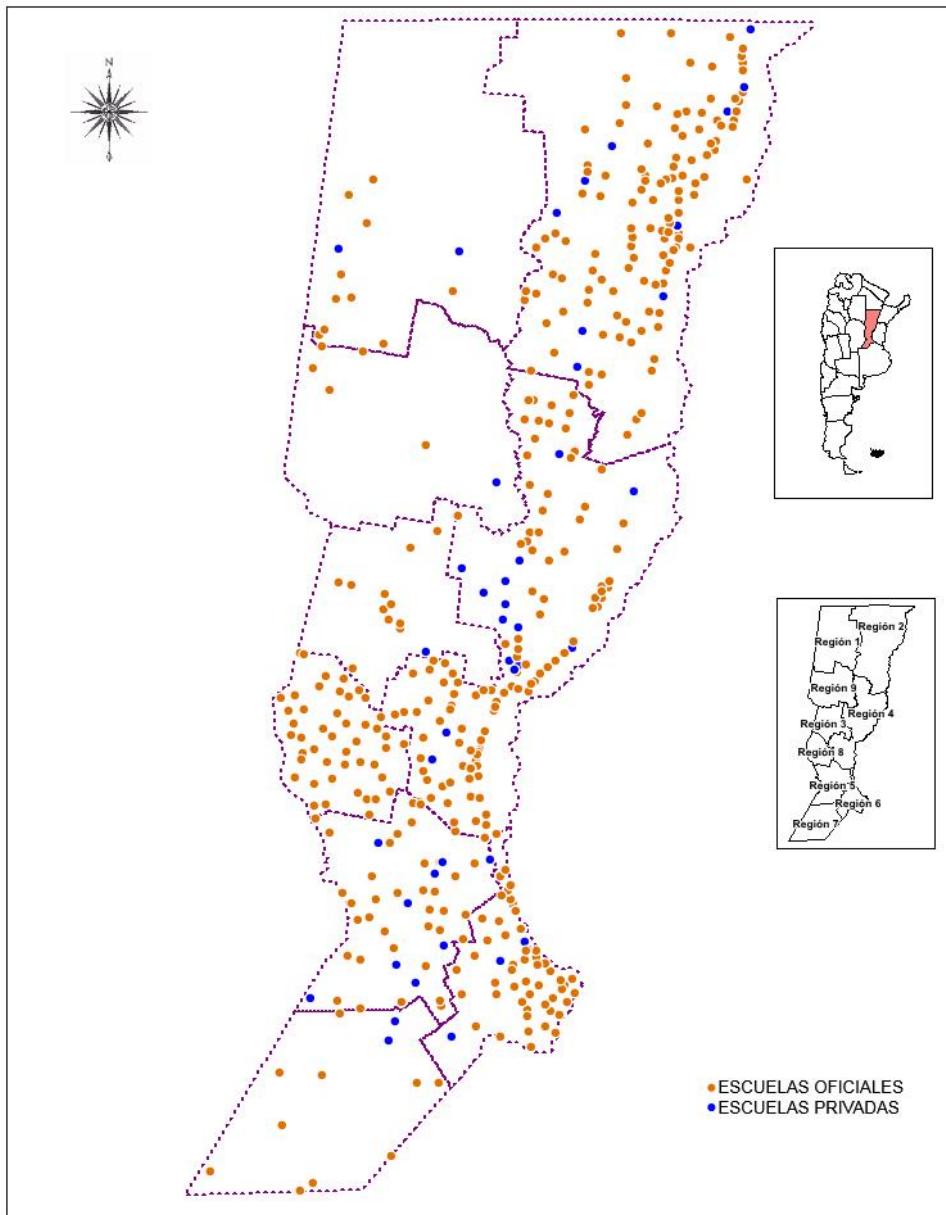 N
A
O
Región 1
Región 2
Región 9
Región 4
Región 3
Región 8
Región 5
Región 6
Región 7
ESCUELAS OFICIALES
ESCUELAS PRIVADAS